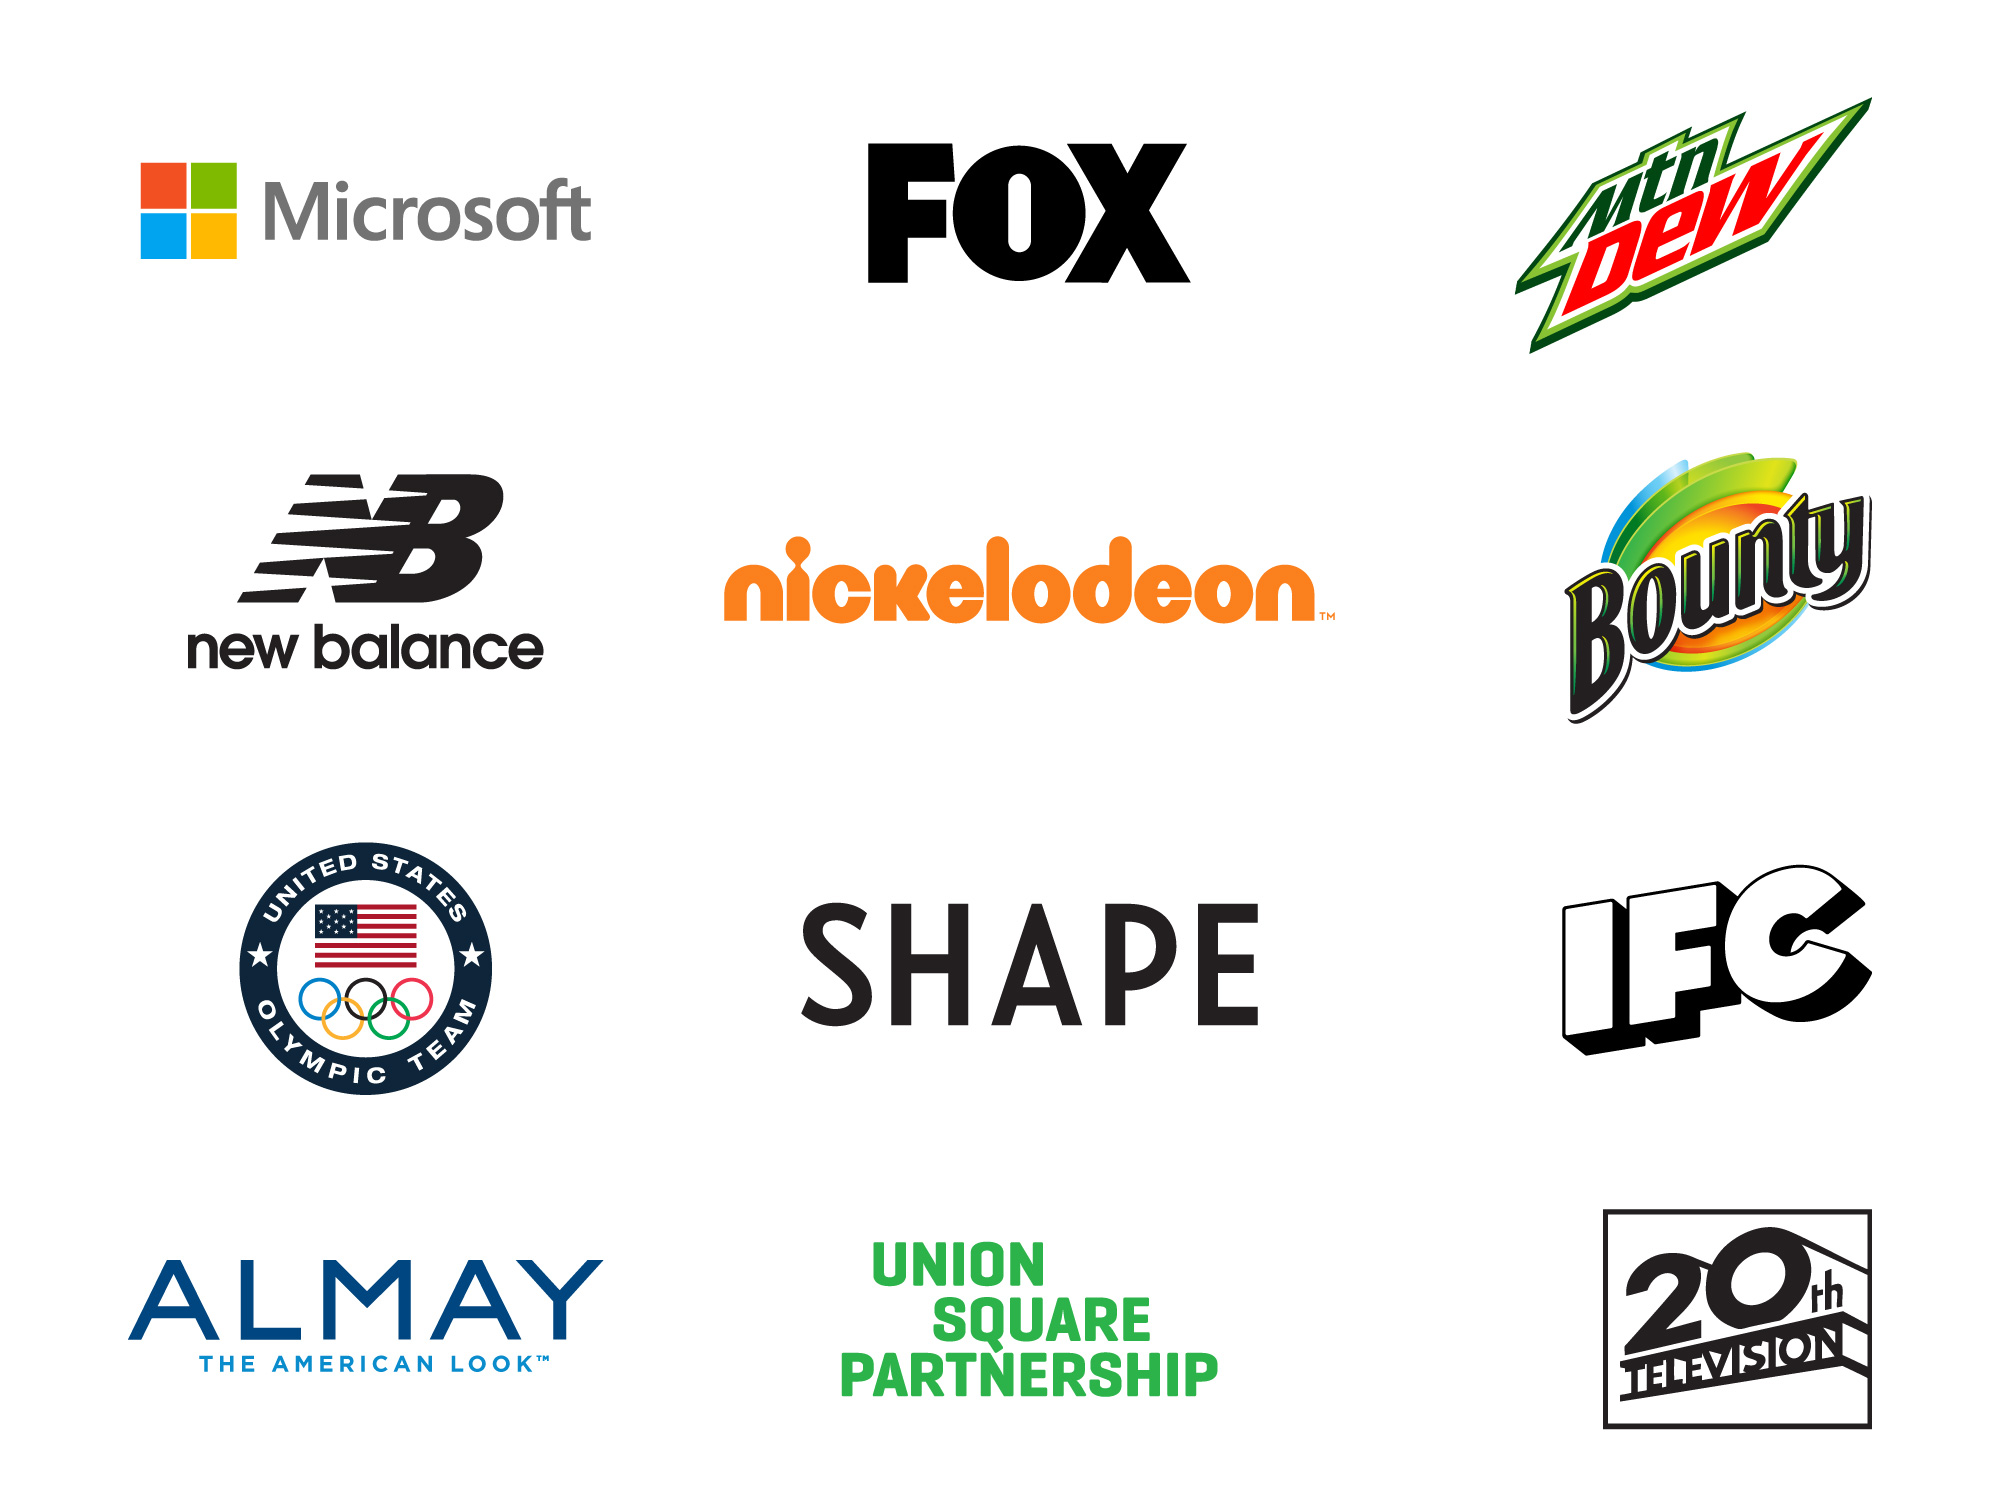 Microsoft
FOX
Mtn
Dew
NB
new balance
nickelodeon™
Bounty
UNITED STATES
OLYMPIC TEAM
SHAPE
IFC
ALMAY
THE AMERICAN LOOK™
UNION
SQUARE
PARTNERSHIP
20th
TELEVISION